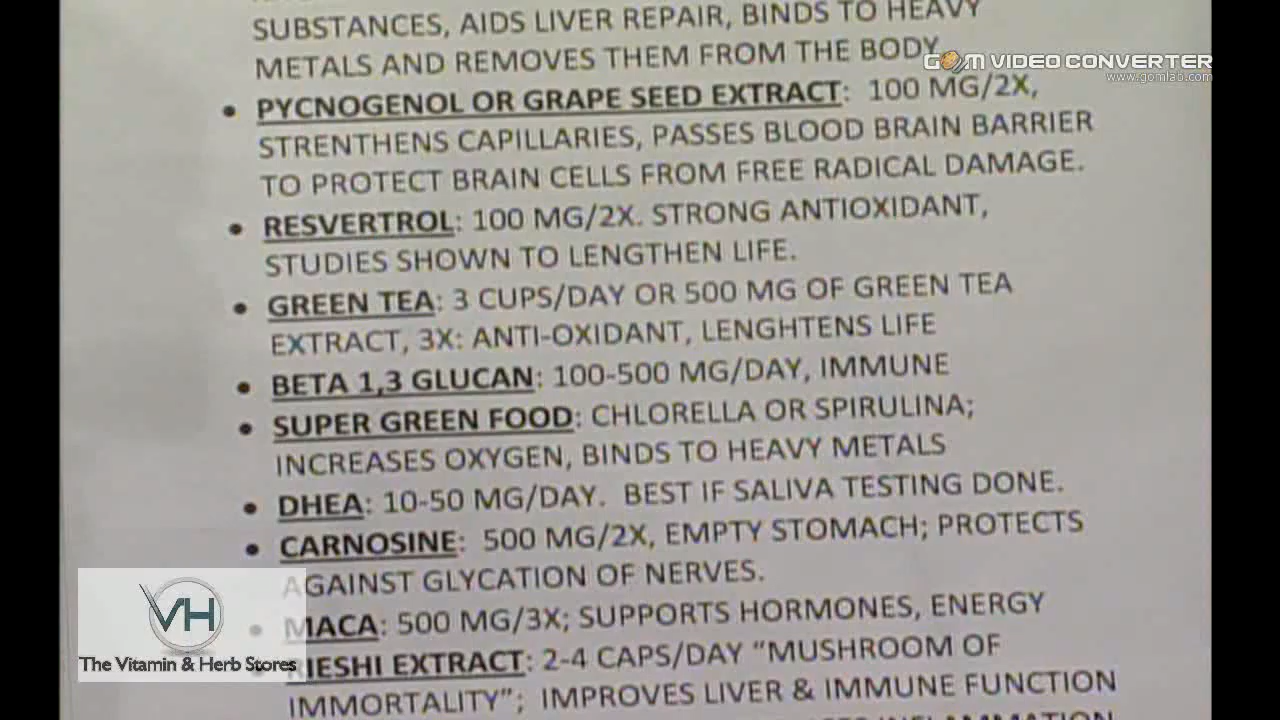 SUBSTANCES, AIDS LIVER REPAIR, BINDS TO HEAVY
METALS AND REMOVES THEM FROM THE BODY
GOM VIDEO CONVERTER
www.gomlab.com
• PYCNOGENOL OR GRAPE SEED EXTRACT: 100 MG/2X,
STRENTHENS CAPILLARIES, PASSES BLOOD BRAIN BARRIER
TO PROTECT BRAIN CELLS FROM FREE RADICAL DAMAGE.
• RESVERTROL: 100 MG/2X. STRONG ANTIOXIDANT,
STUDIES SHOWN TO LENGTHEN LIFE.
• GREEN TEA: 3 CUPS/DAY OR 500 MG OF GREEN TEA
EXTRACT, 3X: ANTI-OXIDANT, LENGHTENS LIFE
• BETA 1,3 GLUCAN: 100-500 MG/DAY, IMMUNE
• SUPER GREEN FOOD: CHLORELLA OR SPIRULINA;
INCREASES OXYGEN, BINDS TO HEAVY METALS
• DHEA: 10-50 MG/DAY. BEST IF SALIVA TESTING DONE.
• CARNOSINE: 500 MG/2X, EMPTY STOMACH; PROTECTS
AGAINST GLYCATION OF NERVES.
• MACA: 500 MG/3X; SUPPORTS HORMONES, ENERGY
• RIESHI EXTRACT: 2-4 CAPS/DAY "MUSHROOM OF
IMMORTALITY"; IMPROVES LIVER & IMMUNE FUNCTION
VH
The Vitamin & Herb Stores